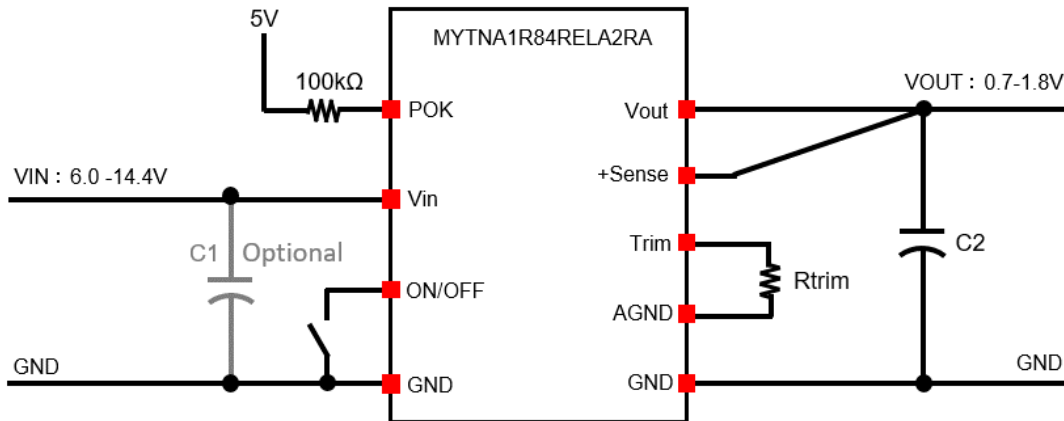 5V
MYTNA1R84RELA2RA
100kΩ
POK
Vout
VOUT : 0.7-1.8V
VIN : 6.0 -14.4V
+Sense
Vin
C1 Optional
Trim
C2
ON/OFF
Rtrim
AGND
GND
GND
GND
GND